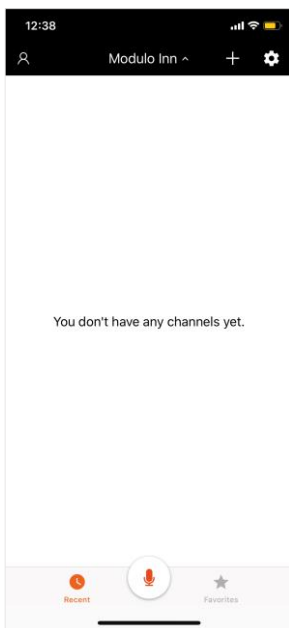 12:38
Modulo Inn
You don't have any channels yet.
Recent
Favorites